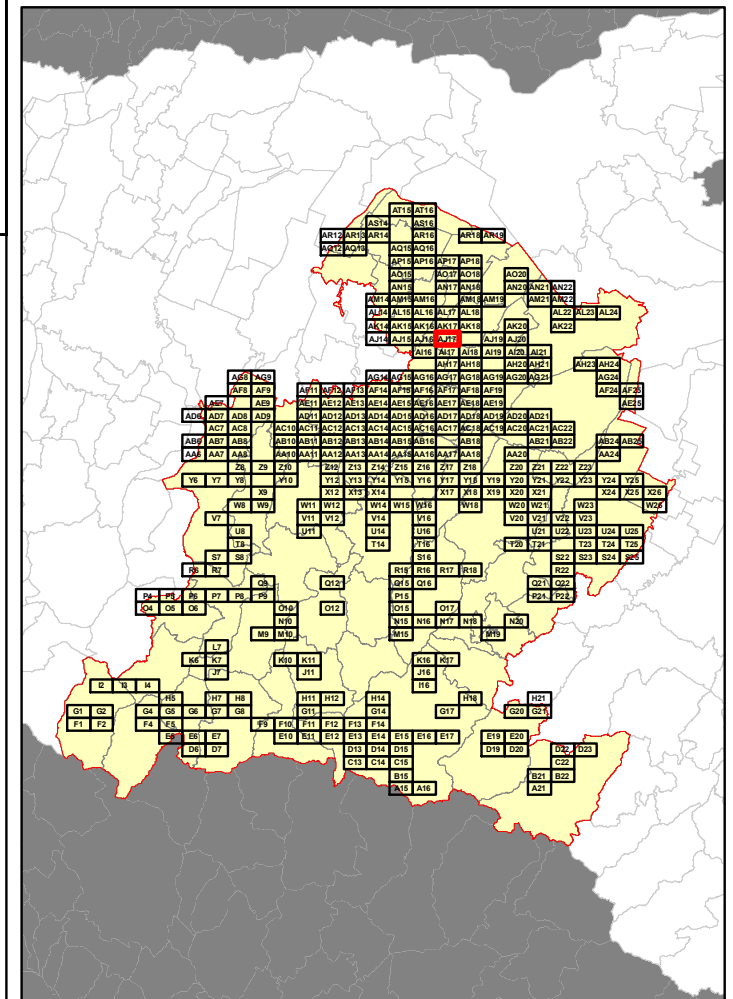 AT15 AT16
AS14 AS16
AR12 AR13 AR14 AR16 AR18 AR19
AQ12 AQ13 AQ15 AQ16
AP15 AP16 AP17 AP18
AO15 AO17 AO18 AO20
AN15 AN17 AN18 AN20 AN21 AN22
AM14 AM15 AM16 AM18 AM19 AM21 AM22
AL14 AL15 AL16 AL17 AL18 AL22 AL23 AL24
AK14 AK15 AK16 AK17 AK18 AK20 AK22
AJ14 AJ15 AJ16 AJ17 AJ19 AJ20
AI16 AI17 AI18 AI19 AI20 AI21
AH17 AH18 AH20 AH21 AH23 AH24
AG8 AG9 AG14 AG15 AG16 AG17 AG18 AG19 AG20 AG21 AG24
AF8 AF9 AF11 AF12 AF13 AF14 AF15 AF16 AF17 AF18 AF19 AF24 AF25
AE7 AE9 AE11 AE12 AE13 AE14 AE15 AE16 AE17 AE18 AE19 AE25
AD6 AD7 AD8 AD9 AD11 AD12 AD13 AD14 AD15 AD16 AD17 AD18 AD19 AD20 AD21
AC7 AC8 AC10 AC11 AC12 AC13 AC14 AC15 AC16 AC17 AC18 AC19 AC20 AC21 AC22
AB6 AB7 AB8 AB10 AB11 AB12 AB13 AB14 AB15 AB16 AB18 AB21 AB22 AB24 AB25
AA6 AA7 AA8 AA10 AA11 AA12 AA13 AA14 AA15 AA16 AA17 AA18 AA20 AA24
Z8 Z9 Z10 Z12 Z13 Z14 Z15 Z16 Z17 Z18 Z20 Z21 Z22 Z23
Y6 Y7 Y8 Y10 Y12 Y13 Y14 Y15 Y16 Y17 Y18 Y19 Y20 Y21 Y22 Y23 Y24 Y25
X9 X12 X13 X14 X17 X18 X19 X20 X21 X24 X25 X26
W8 W9 W11 W12 W14 W15 W16 W18 W20 W21 W23 W26
V7 V11 V12 V14 V16 V20 V21 V22 V23
U8 U11 U14 U16 U21 U22 U23 U24 U25
T8 T14 T16 T20 T21 T23 T24 T25
S7 S8 S16 S22 S23 S24 S25
R6 R7 R15 R16 R17 R18 R22
Q9 Q12 Q15 Q16 Q21 Q22
P4 P5 P6 P7 P8 P9 P15 P21 P22
O4 O5 O6 O10 O12 O15 O17
N10 N15 N16 N17 N18 N20
M9 M10 M15 M19
L7
K6 K7 K10 K11 K16 K17
J7 J11 J16
I2 I3 I4 I16
H5 H7 H8 H11 H12 H14 H18 H21
G1 G2 G4 G5 G6 G7 G8 G11 G14 G17 G20 G21
F1 F2 F4 F5 F9 F10 F11 F12 F13 F14
E5 E6 E7 E10 E11 E12 E13 E14 E15 E16 E17 E19 E20
D6 D7 D13 D14 D15 D19 D20 D22 D23
C13 C14 C15 C22
B15 B21 B22
A15 A16 A21